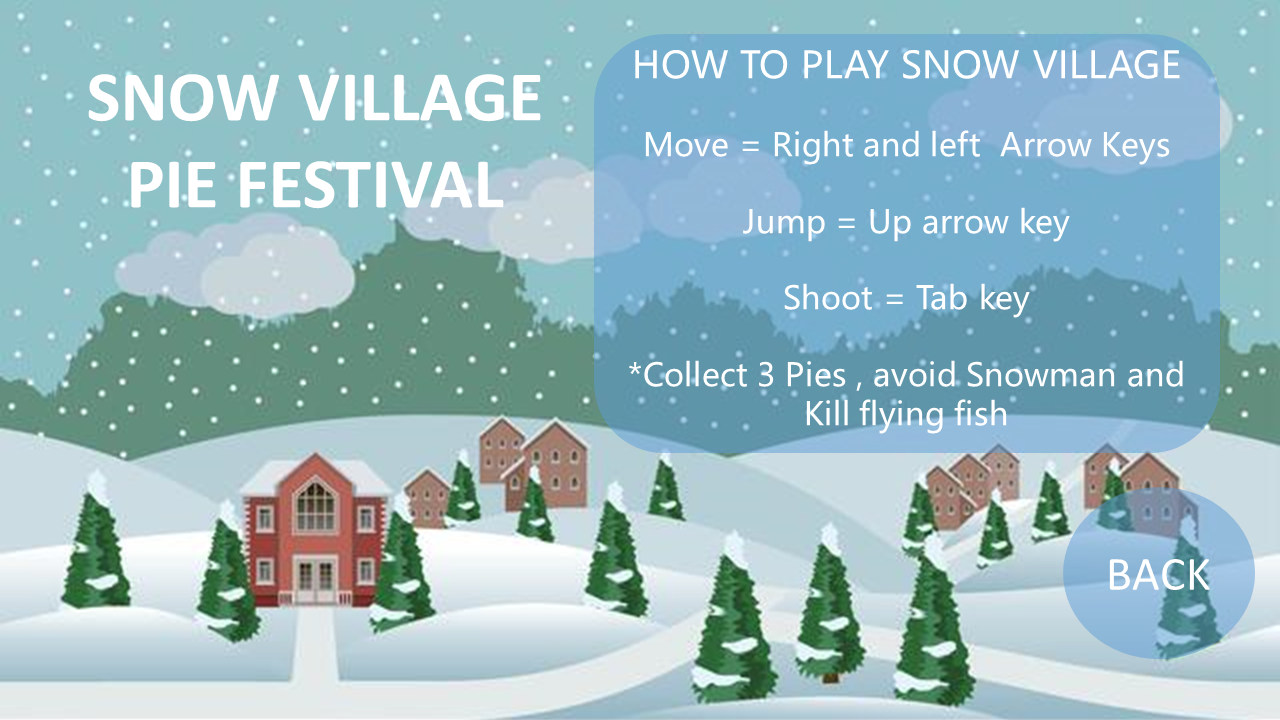 SNOW VILLAGE
PIE FESTIVAL
HOW TO PLAY SNOW VILLAGE
Move = Right and left  Arrow Keys
Jump = Up arrow key
Shoot = Tab key
*Collect 3 Pies , avoid Snowman and
Kill flying fish
BACK